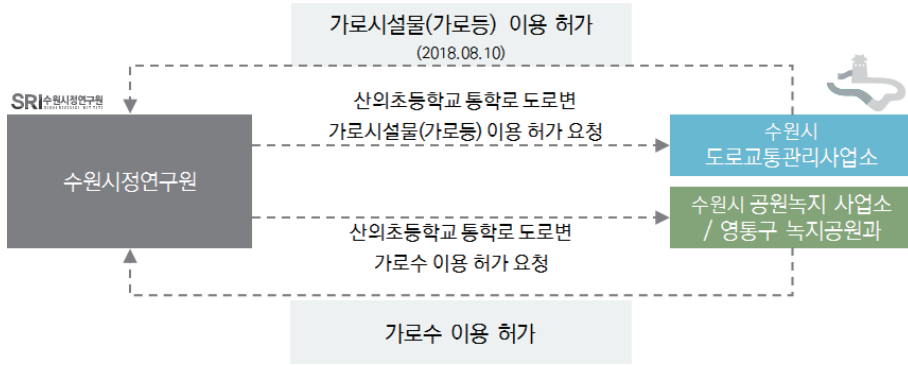 가로시설물(가로등) 이용 허가
(2018.08.10)
SRI 수원시정연구원
산의초등학교 통학로 도로변
가로시설물(가로등) 이용 허가 요청
수원시정연구원
수원시
도로교통관리사업소
수원시 공원녹지 사업소
/ 영통구 녹지공원과
산의초등학교 통학로 도로변
가로수 이용 허가 요청
가로수 이용 허가